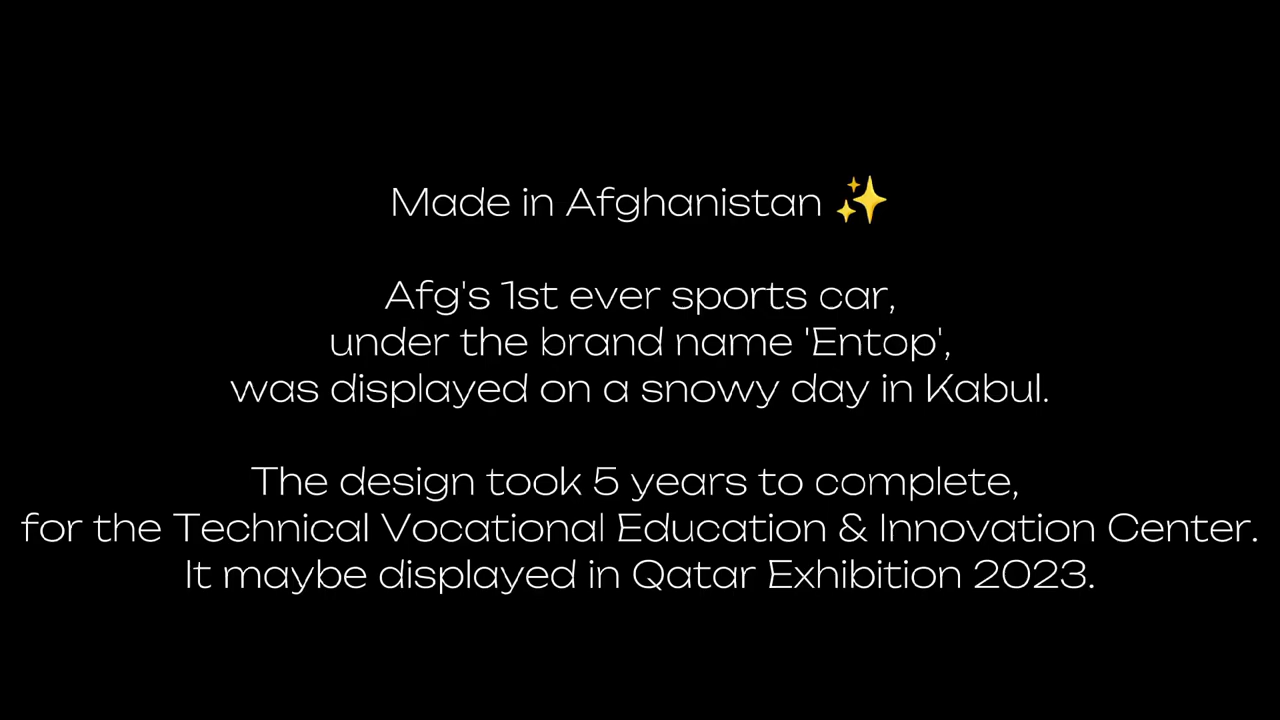 Made in Afghanistan ✨
Afg's 1st ever sports car,
under the brand name 'Entop',
was displayed on a snowy day in Kabul.
The design took 5 years to complete,
for the Technical Vocational Education & Innovation Center.
It maybe displayed in Qatar Exhibition 2023.